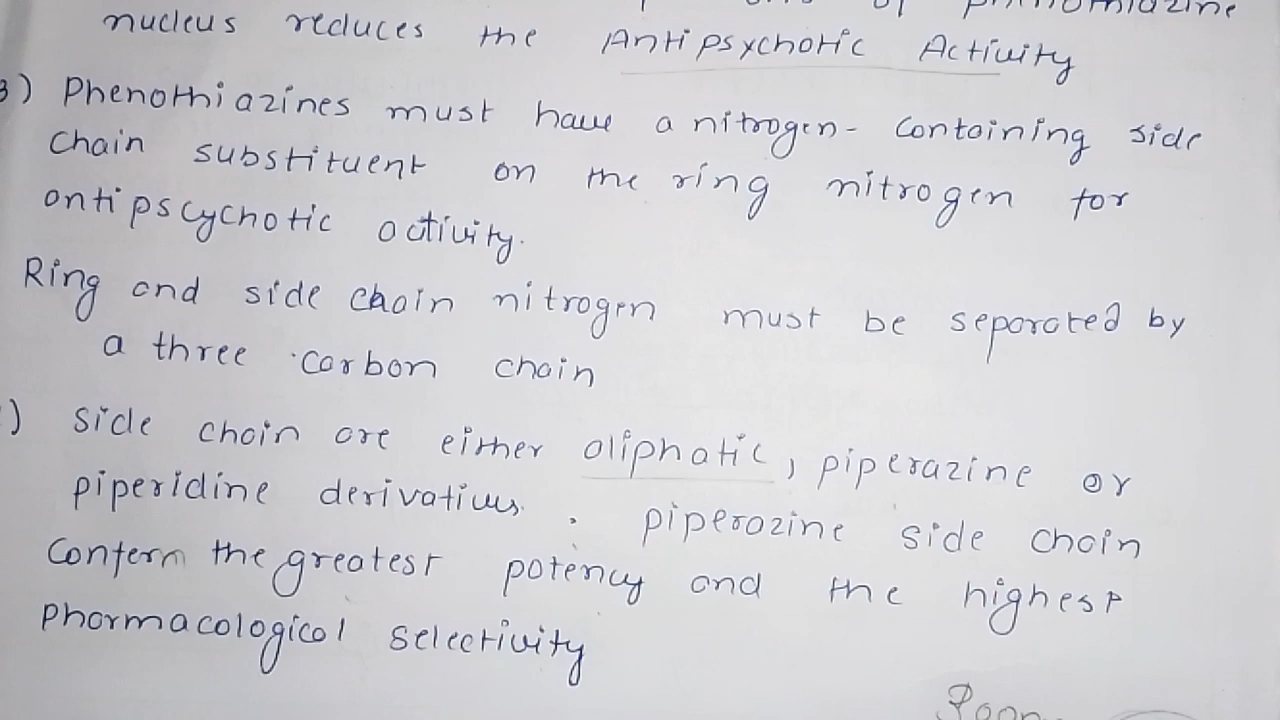 of
nucleus reduces the Antipsychotic Activity
3) Phenothiazines must have a nitrogen- containing side
chain substituent on the ring nitrogen for
antipscychotic activity.
Ring and side chain nitrogen must be separated by
a three carbon chain
) side chain are either aliphatic, piperazine or
piperidine derivatives. piperazine side chain
Confern the greatest potency and the highest
pharmacological selectivity